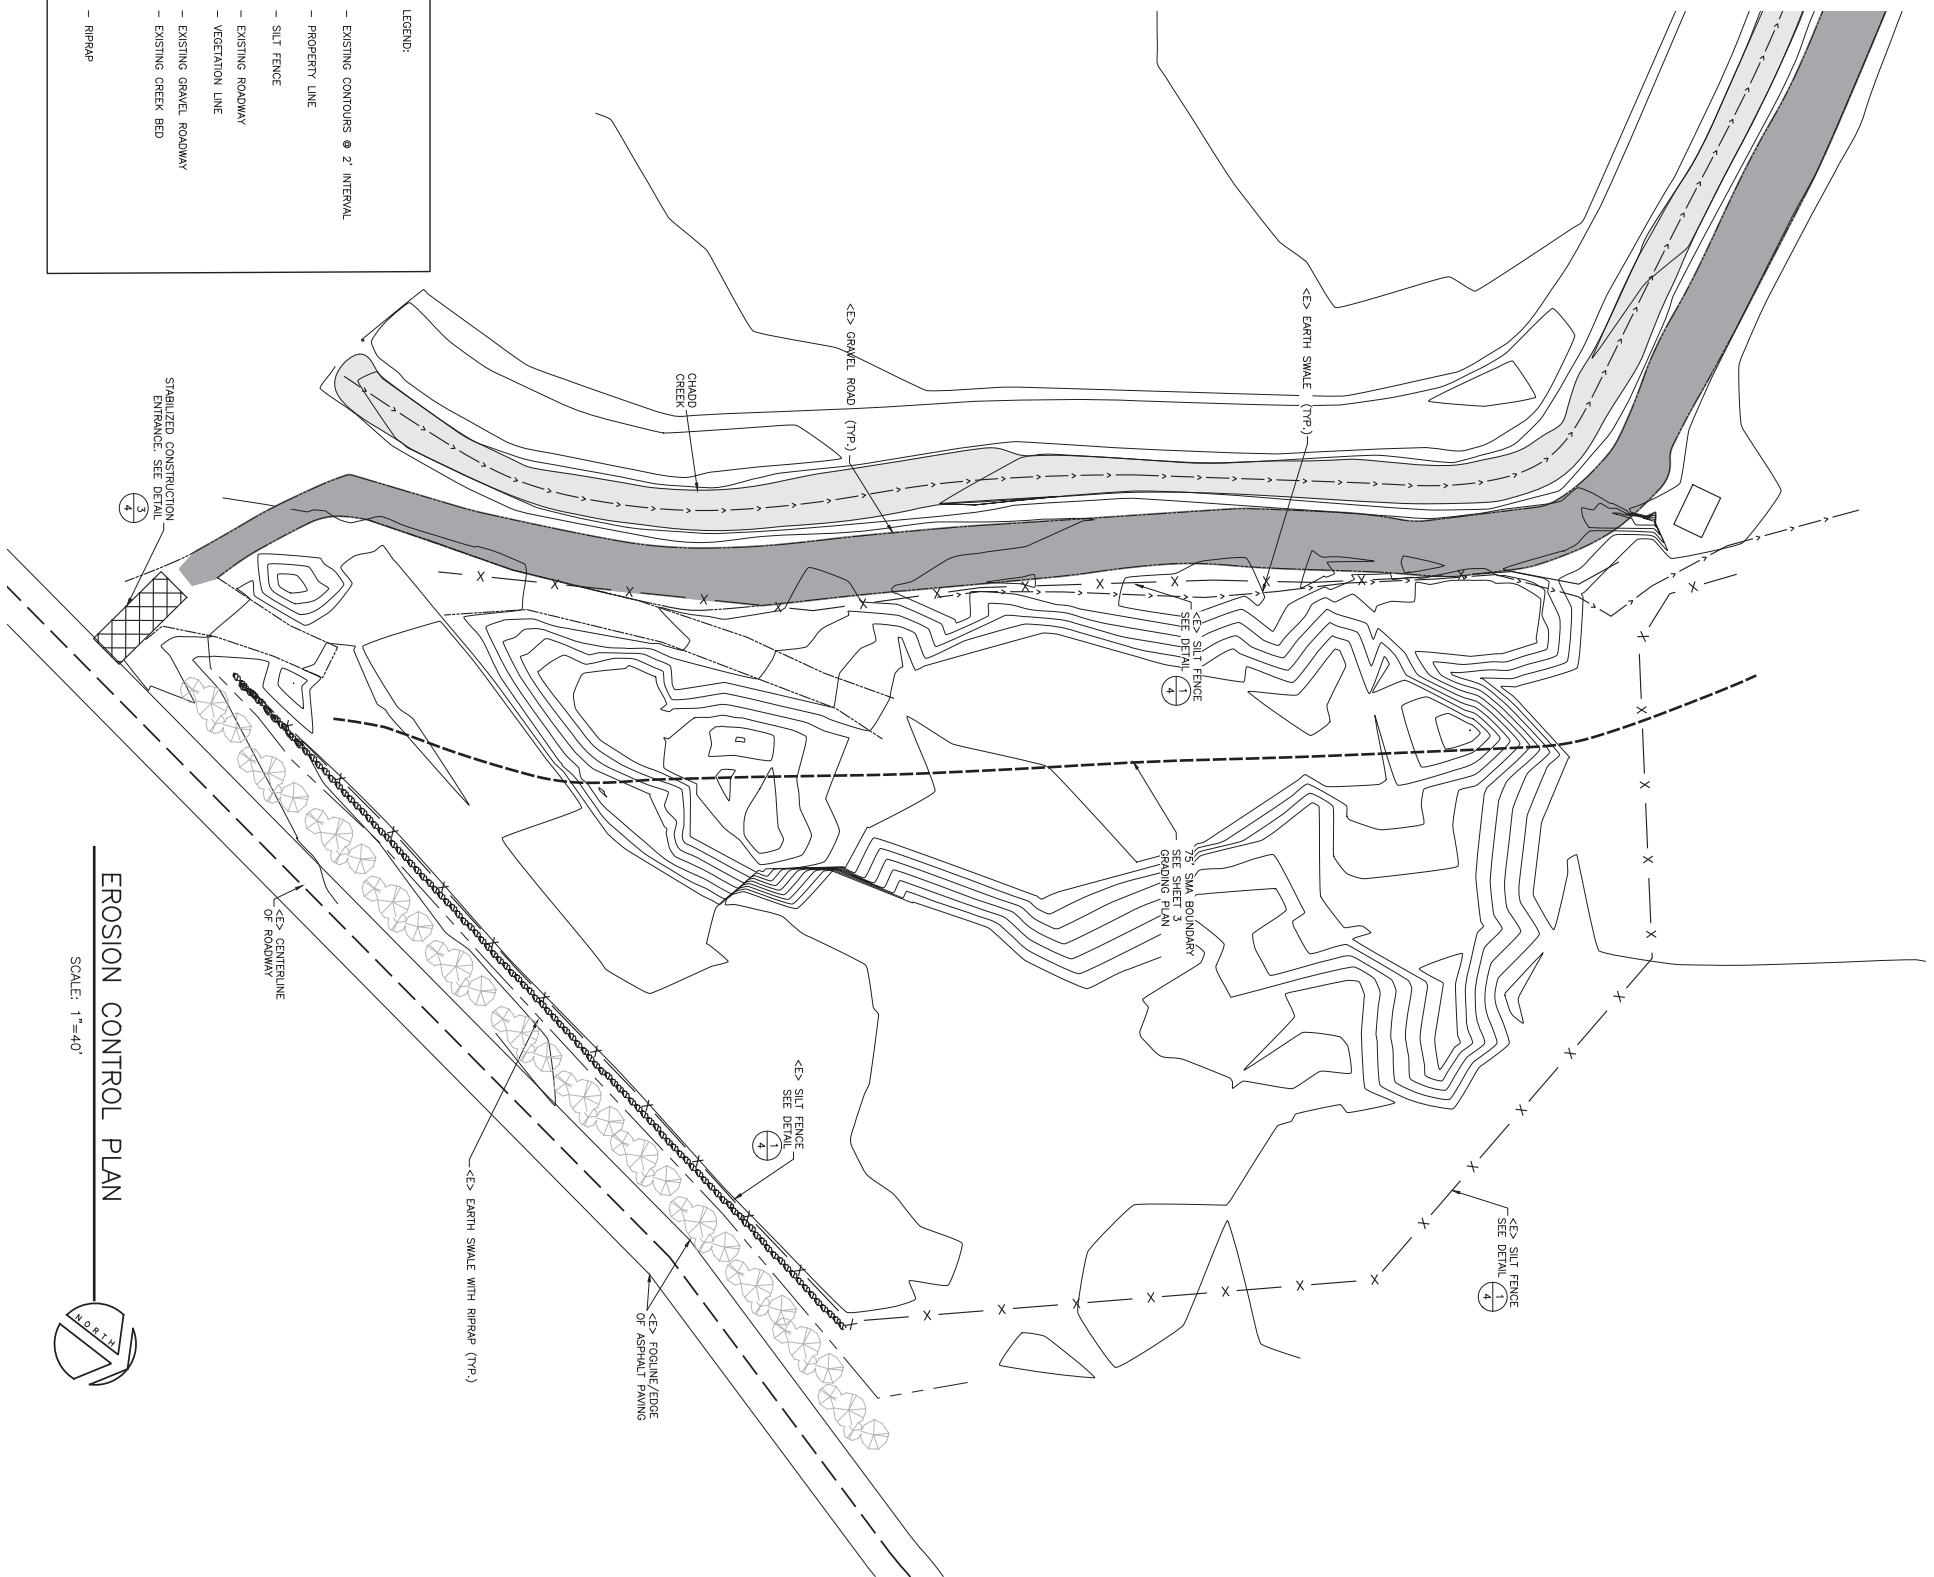 LEGEND:
- EXISTING CONTOURS @ 2' INTERVAL
- PROPERTY LINE
- SILT FENCE
- EXISTING ROADWAY
- VEGETATION LINE
- EXISTING GRAVEL ROADWAY
- EXISTING CREEK BED
- RIPRAP
<E> EARTH SWALE (TYP.)
<E> GRAVEL ROAD (TYP.)
CHADD
CREEK
STABILIZED CONSTRUCTION
ENTRANCE. SEE DETAIL
3
4
<E> SILT FENCE
SEE DETAIL
1
4
75' SMA BOUNDARY
SEE SHEET 3
GRADING PLAN
<E> CENTERLINE
OF ROADWAY
<E> SILT FENCE
SEE DETAIL
1
4
<E> SILT FENCE
SEE DETAIL
1
4
<E> EARTH SWALE WITH RIPRAP (TYP.)
<E> FOGLINE/EDGE
OF ASPHALT PAVING
EROSION CONTROL PLAN
SCALE: 1"=40'
NORTH